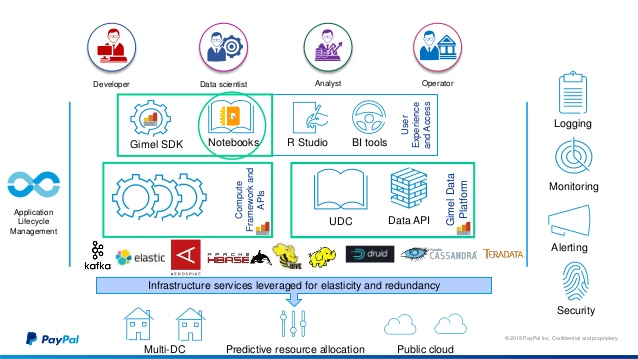 Developer
Data scientist
Analyst
Operator
Gimel SDK
Notebooks
R Studio
BI tools
User
Experience
and Access
Logging
Monitoring
Alerting
Security
Application
Lifecycle
Management
Compute
Framework and
APIs
UDC
Data API
Gimel Data
Platform
kafka
elastic
AEROSPIKE
APACHE
HBASE
HIVE
druid
CASSANDRA
TERADATA
Infrastructure services leveraged for elasticity and redundancy
Multi-DC
Predictive resource allocation
Public cloud
PayPal
©2018 PayPal Inc. Confidential and proprietary.